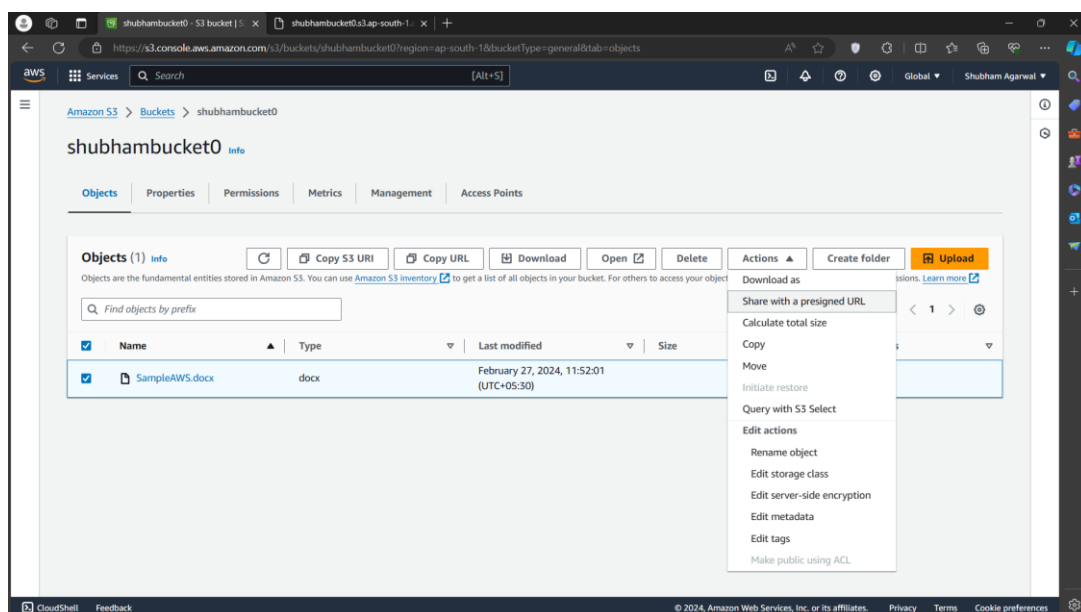 shubhambucket0 - S3 bucket | S
shubhambucket0.s3.ap-south-1.
https://s3.console.aws.amazon.com/s3/buckets/shubhambucket0?region=ap-south-1&bucketType=general&tab=objects
aws Services Search [Alt+S] Global Shubham Agarwal
Amazon S3 > Buckets > shubhambucket0
shubhambucket0 Info
Objects Properties Permissions Metrics Management Access Points
Objects (1) Info Copy S3 URI Copy URL Download Open Delete Actions Create folder Upload
Objects are the fundamental entities stored in Amazon S3. You can use Amazon S3 inventory to get a list of all objects in your bucket. For others to access your object
ssions. Learn more
Find objects by prefix
< 1 >
Name Type Last modified Size
s
SampleAWS.docx docx February 27, 2024, 11:52:01
(UTC+05:30)
Download as
Share with a presigned URL
Calculate total size
Copy
Move
Initiate restore
Query with S3 Select
Edit actions
Rename object
Edit storage class
Edit server-side encryption
Edit metadata
Edit tags
Make public using ACL
CloudShell Feedback © 2024, Amazon Web Services, Inc. or its affiliates. Privacy Terms Cookie preferences